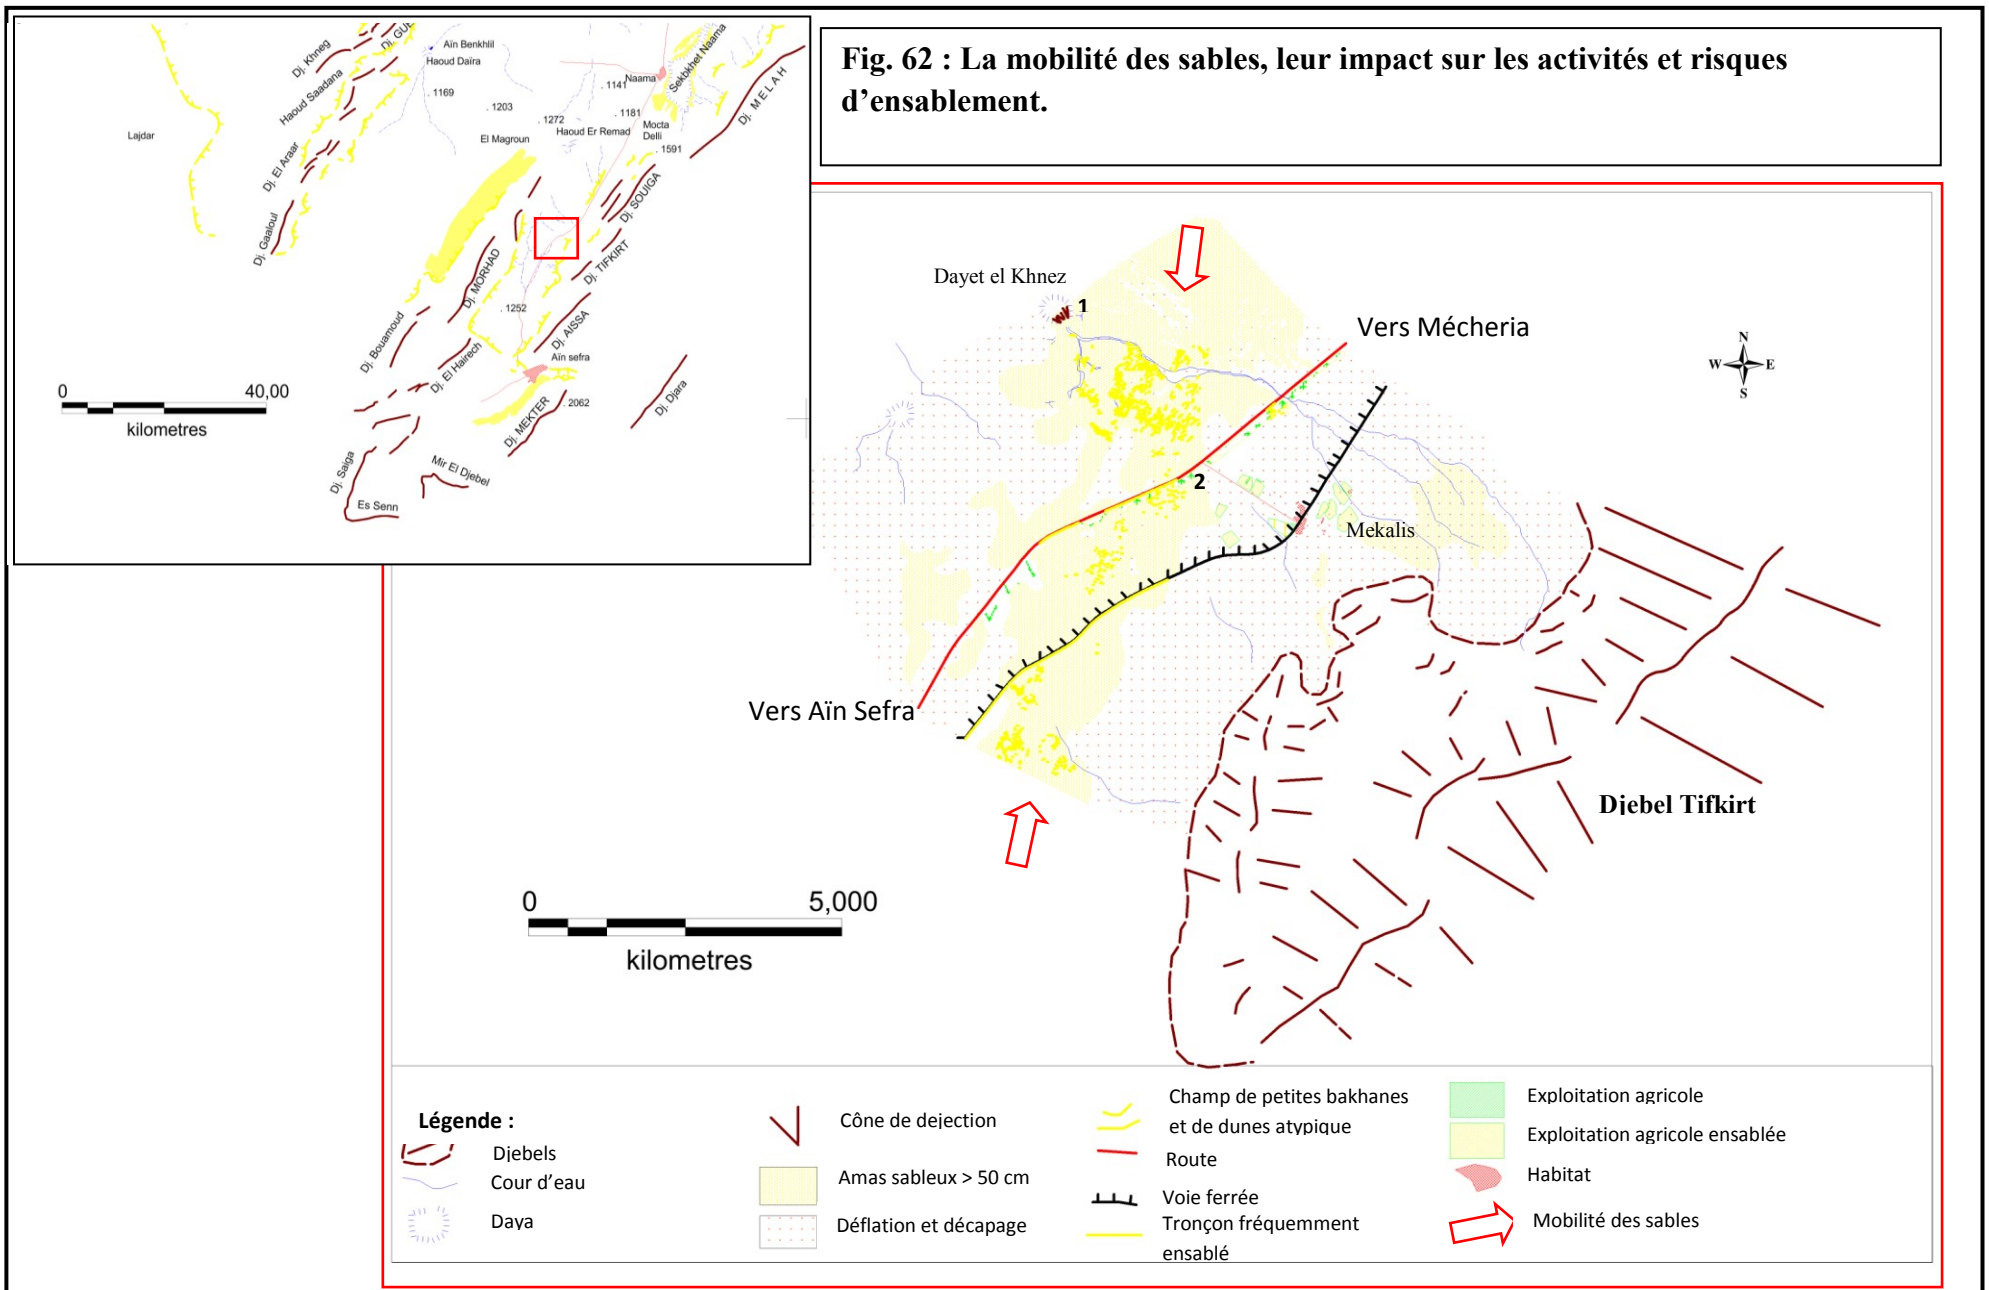 Fig. 62 : La mobilité des sables, leur impact sur les activités et risques
d'ensablement.
Dj. Khneg
Dj. GUE
Aïn Benkhlil
Haoud Daïra
Haoud Saadana
. 1169
. 1203
. 1272
. 1141
Naama
Sekbkhet Naama
. 1181
Haoud Er Remad
Mocta
Delli
. 1591
Dj. MELAH
Lajdar
El Magroun
Dj. El Araar
Dj. Gaaloul
Dj. SOUIGA
Dj. TIFKIRT
Dj. MORHAD
. 1252
Dj. AISSA
Dj. Bouamoud
Dj. El Hairech
Aïn sefra
. 2062
Dj. MEKTER
Dj. Djara
Dj. Saiga
Mir El Djebel
Es Senn
0 40,00
kilometres
Dayet el Khnez
1
Vers Mécheria
N
W E
S
2
Mekalis
Vers Aïn Sefra
Djebel Tifkirt
0 5,000
kilometres
Légende :
Djebels
Cour d'eau
Daya
Cône de dejection
Amas sableux > 50 cm
Déflation et décapage
Champ de petites bakhanes
et de dunes atypique
Route
Voie ferrée
Tronçon fréquemment
ensablé
Exploitation agricole
Exploitation agricole ensablée
Habitat
Mobilité des sables